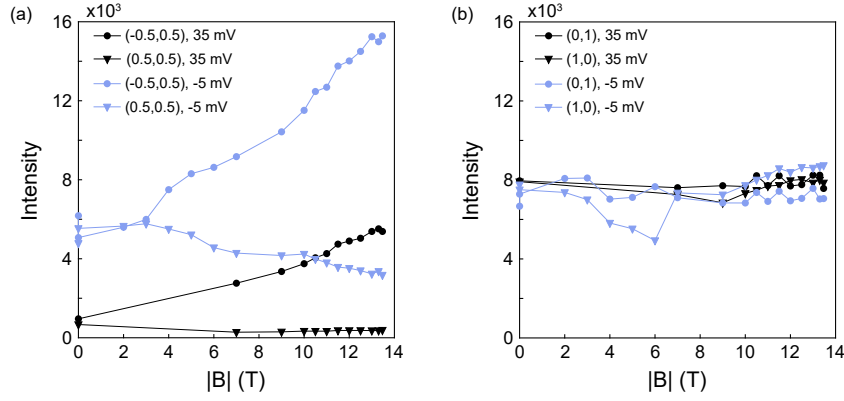 (a)
x10³
16
12
8
4
0
Intensity
(-0.5,0.5), 35 mV
(0.5,0.5), 35 mV
(-0.5,0.5), -5 mV
(0.5,0.5), -5 mV
0 2 4 6 8 10 12 14
|B| (T)
(b)
x10³
16
12
8
4
0
Intensity
(0,1), 35 mV
(1,0), 35 mV
(0,1), -5 mV
(1,0), -5 mV
0 2 4 6 8 10 12 14
|B| (T)